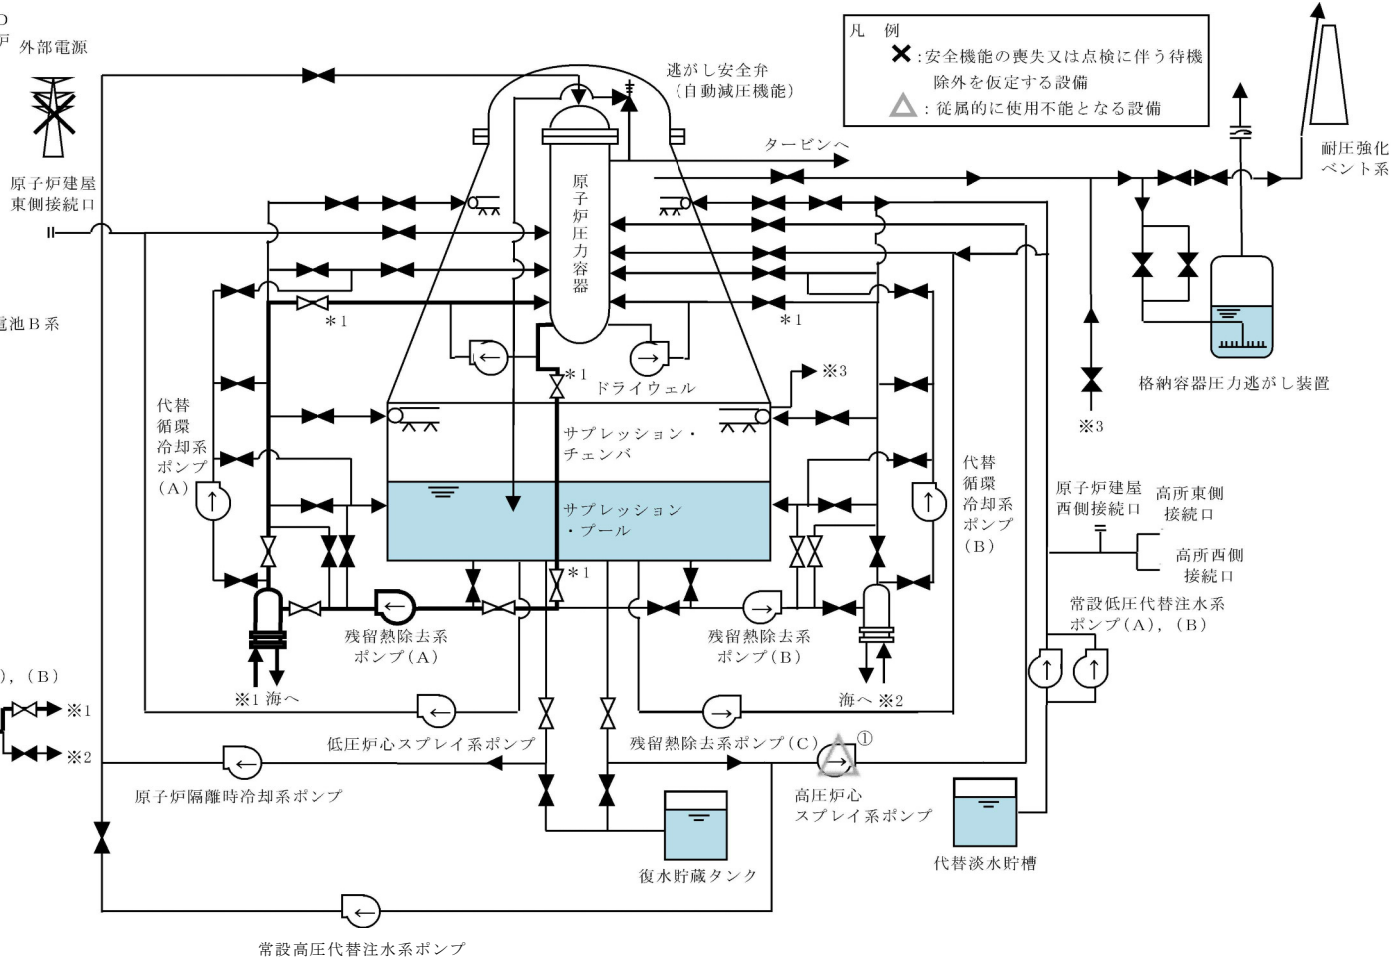 外部電源
原子炉建屋
東側接続口
電池B系
), (B)
※1
※2
凡 例
✕:安全機能の喪失又は点検に伴う待機
除外を仮定する設備
△:従属的に使用不能となる設備
逃がし安全弁
(自動減圧機能)
タービンへ
耐圧強化
ベント系
原子炉圧力容器
*1
*1
*1
ドライウェル
※3
※3
格納容器圧力逃がし装置
代替
循環
冷却系
ポンプ
(A)
サプレッション・
チェンバ
サプレッション
・プール
*1
代替
循環
冷却系
ポンプ
(B)
原子炉建屋
西側接続口
高所東側
接続口
高所西側
接続口
残留熱除去系
ポンプ(A)
残留熱除去系
ポンプ(B)
常設低圧代替注水系
ポンプ(A), (B)
※1 海へ
海へ ※2
低圧炉心スプレイ系ポンプ
残留熱除去系ポンプ(C)
①
原子炉隔離時冷却系ポンプ
高圧炉心
スプレイ系ポンプ
復水貯蔵タンク
代替淡水貯槽
常設高圧代替注水系ポンプ